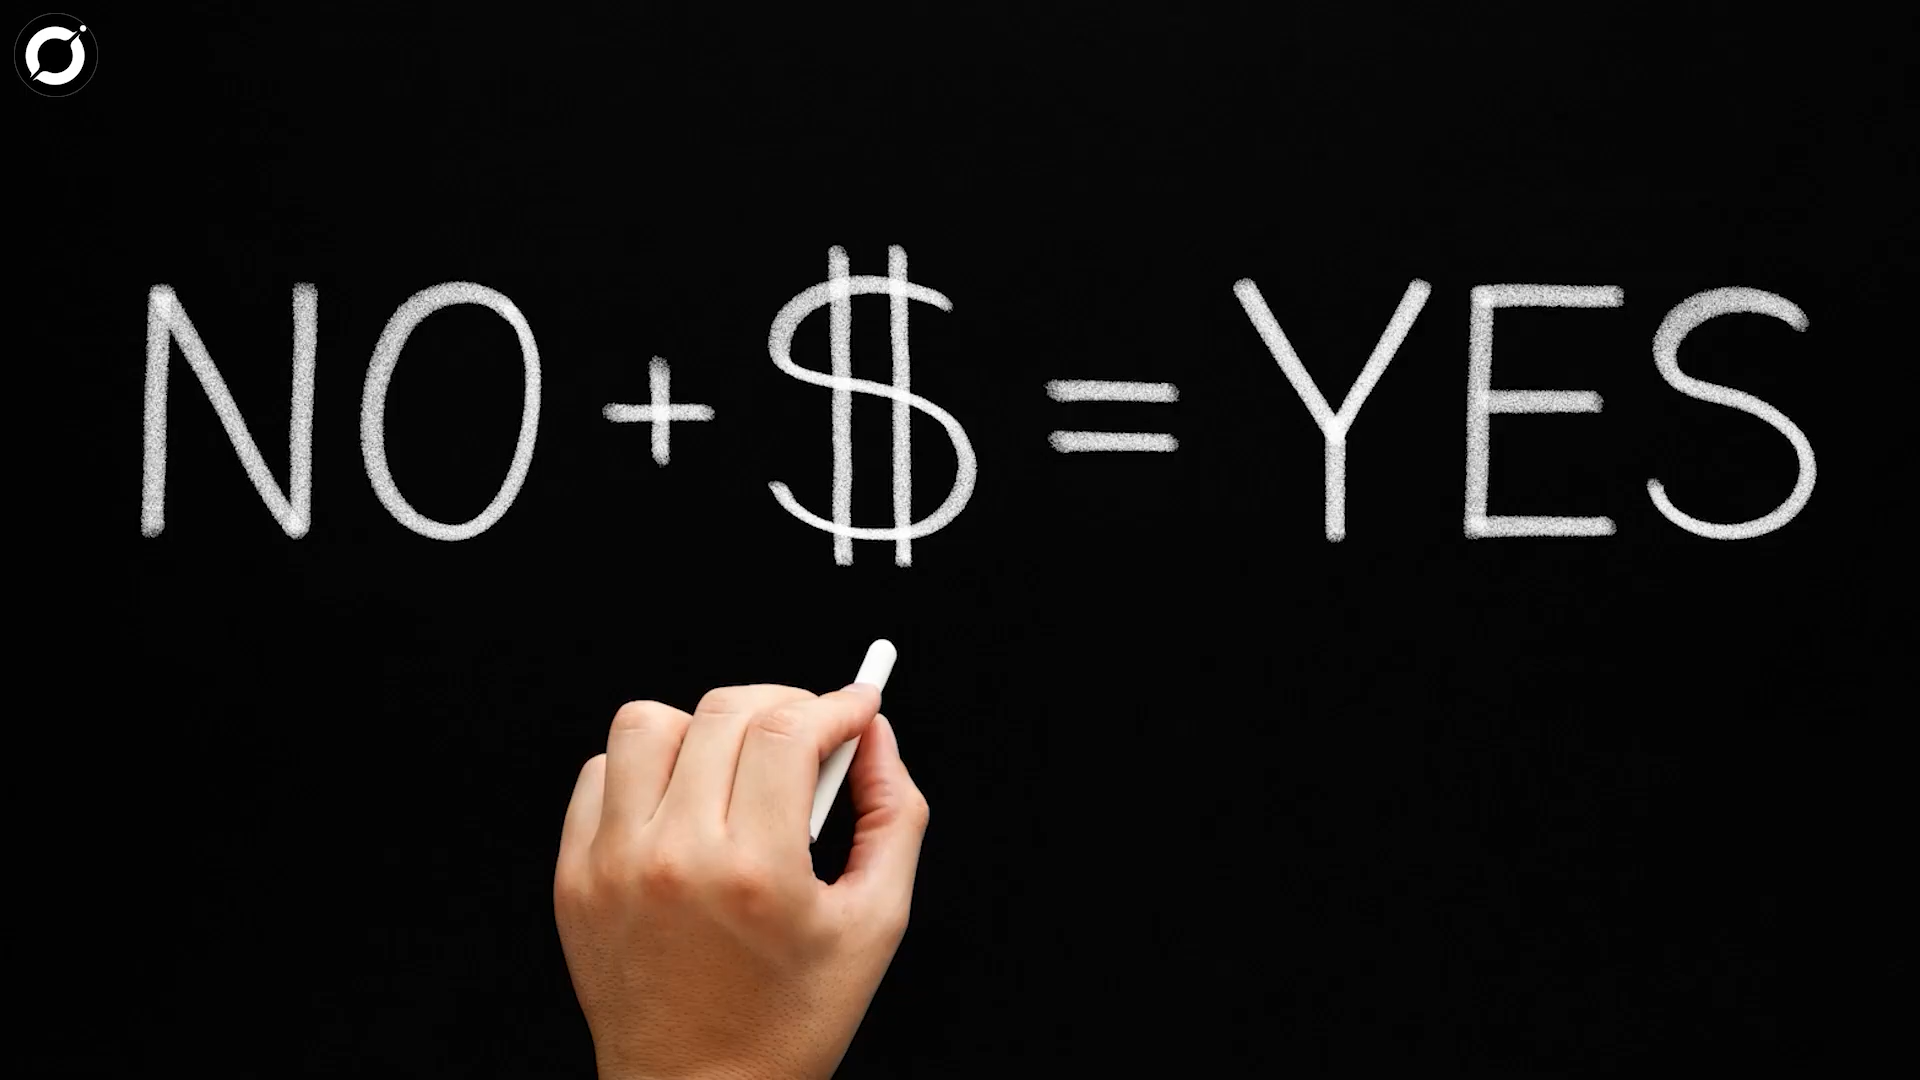 NO + $ = YES